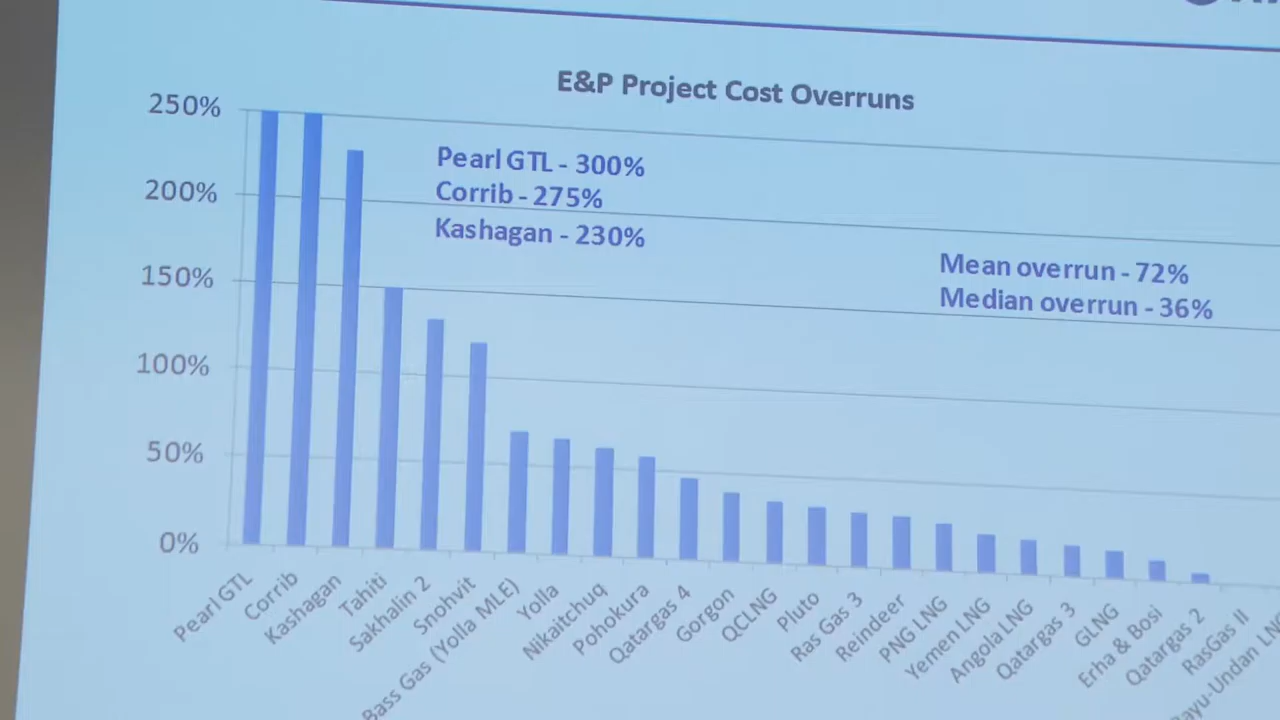 E&P Project Cost Overruns
250%
200%
150%
100%
50%
0%
Pearl GTL - 300%
Corrib - 275%
Kashagan - 230%
Mean overrun - 72%
Median overrun - 36%
Pearl GTL
Corrib
Kashagan
Tahiti
Sakhalin 2
Snohvit
Bass Gas (Yolla MLE)
Yolla
Nikaitchuq
Pohokura
Qatargas 4
Gorgon
QCLNG
Pluto
Ras Gas 3
Reindeer
PNG LNG
Yemen LNG
Angola LNG
Qatargas 3
GLNG
Erha & Bosi
Qatargas 2
RasGas II